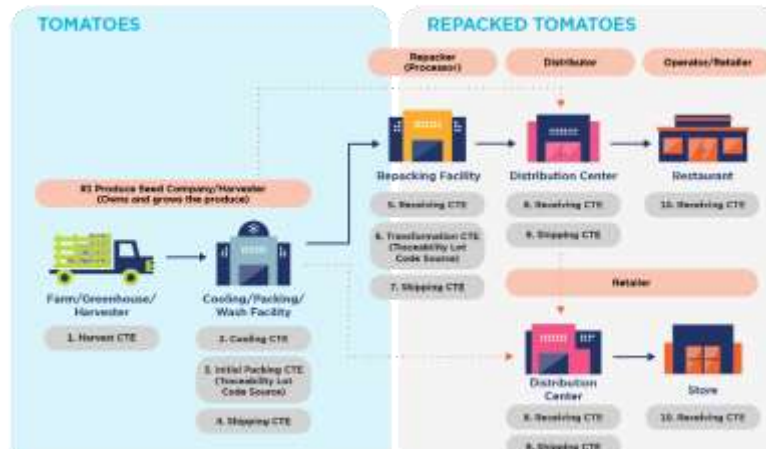 TOMATOES
REPACKED TOMATOES
Repacker
(Processor)
Distributor
Operator/Retailer
#1 Produce Seed Company/Harvester
(Owns and grows the produce)
Repacking Facility
Distribution Center
Restaurant
5. Receiving CTE
6. Transformation CTE
(Traceability Lot
Code Source)
7. Shipping CTE
8. Receiving CTE
9. Shipping CTE
10. Receiving CTE
Farm/Greenhouse/
Harvester
1. Harvest CTE
Cooling/Packing/
Wash Facility
2. Cooling CTE
3. Initial Packing CTE
(Traceability Lot
Code Source)
4. Shipping CTE
Retailer
Distribution
Center
Store
8. Receiving CTE
9. Shipping CTE
10. Receiving CTE